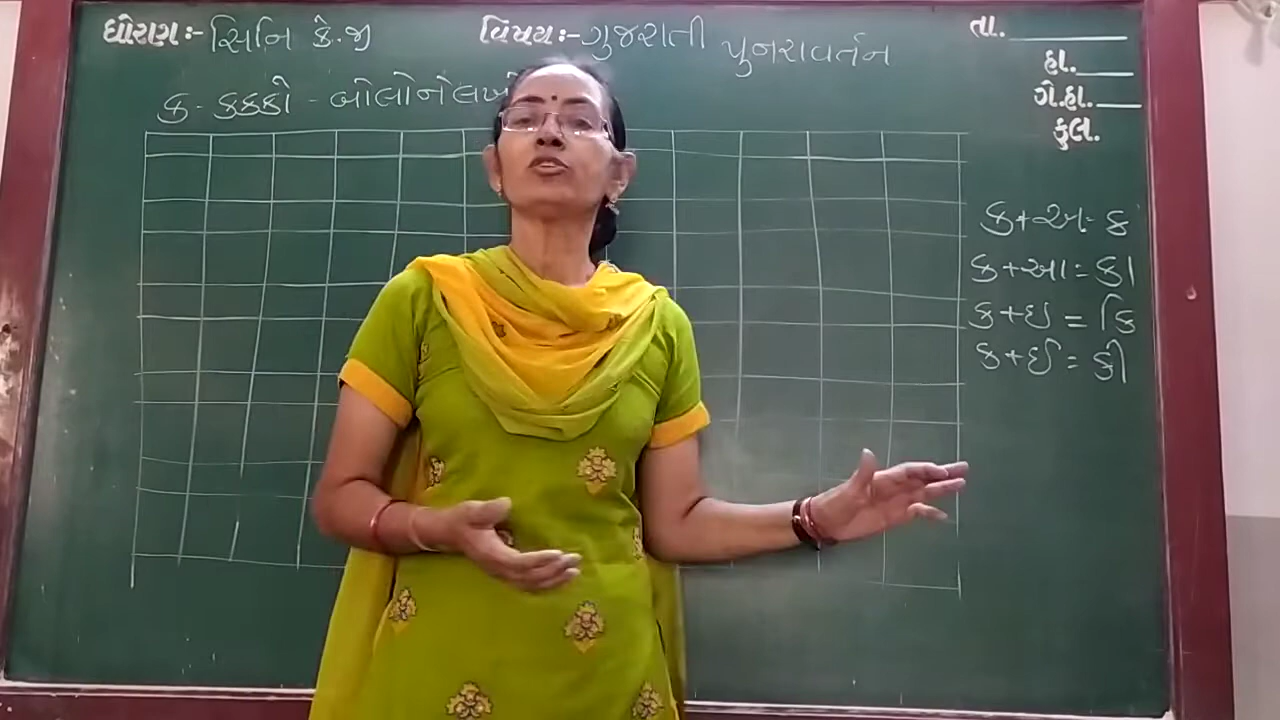 ધોરણઃ- સિનિ કે.જી વિષયઃ- ગુજરાતી પુનરાવર્તન તા.
હા.
ગે.હા.
કુલ.
ક - કક્કો - બોલો ને લખો
ક+અ=ક
ક+આ=કા
ક+ઇ=કિ
ક+ઈ=કી